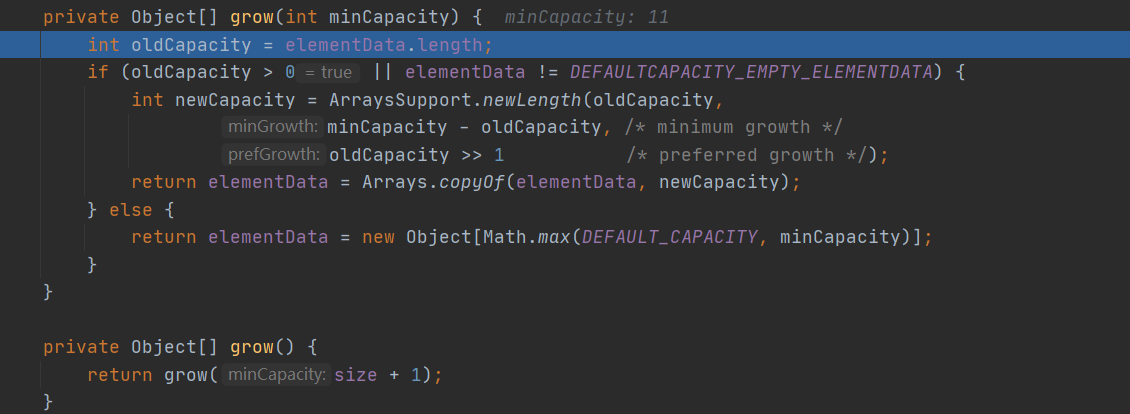 private Object[] grow(int minCapacity) {  minCapacity: 11
int oldCapacity = elementData.length;
if (oldCapacity > 0 = true || elementData != DEFAULTCAPACITY_EMPTY_ELEMENTDATA) {
int newCapacity = ArraysSupport.newLength(oldCapacity,
minGrowth: minCapacity - oldCapacity, /* minimum growth */
prefGrowth: oldCapacity >> 1           /* preferred growth */);
return elementData = Arrays.copyOf(elementData, newCapacity);
} else {
return elementData = new Object[Math.max(DEFAULT_CAPACITY, minCapacity)];
}
}
private Object[] grow() {
return grow( minCapacity: size + 1);
}